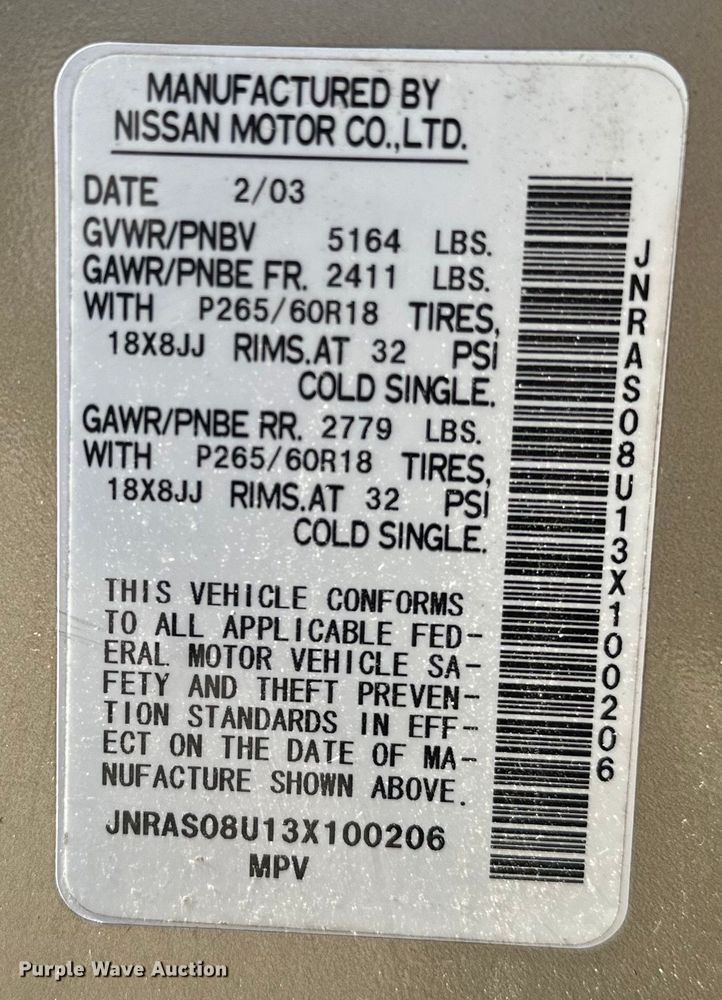 MANUFACTURED BY
NISSAN MOTOR CO.,LTD.
DATE 2/03
GVWR/PNBV 5164 LBS.
GAWR/PNBE FR. 2411 LBS.
WITH P265/60R18 TIRES,
18X8JJ RIMS.AT 32 PSI
COLD SINGLE.
GAWR/PNBE RR. 2779 LBS.
WITH P265/60R18 TIRES,
18X8JJ RIMS.AT 32 PSI
COLD SINGLE.
THIS VEHICLE CONFORMS
TO ALL APPLICABLE FED-
ERAL MOTOR VEHICLE SA-
FETY AND THEFT PREVEN-
TION STANDARDS IN EFF-
ECT ON THE DATE OF MA-
NUFACTURE SHOWN ABOVE.
JNRAS08U13X100206
MPV
JNRAS08U13X100206
Purple Wave Auction